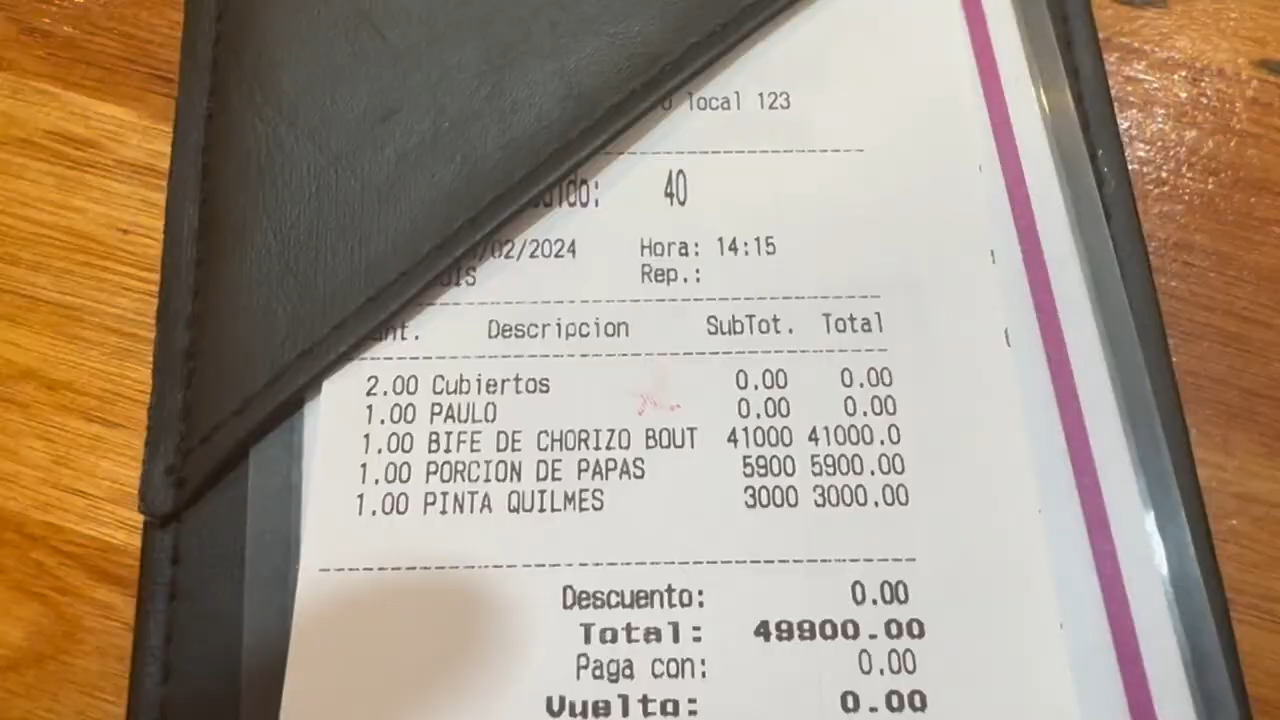 local 123
40
/02/2024 Hora: 14:15
Rep.:
Descripcion SubTot. Total
2.00 Cubiertos 0.00 0.00
1.00 PAULO 0.00 0.00
1.00 BIFE DE CHORIZO BOUT 41000 41000.0
1.00 PORCION DE PAPAS 5900 5900.00
1.00 PINTA QUILMES 3000 3000.00
Descuento: 0.00
Total: 49900.00
Paga con: 0.00
Vuelto: 0.00